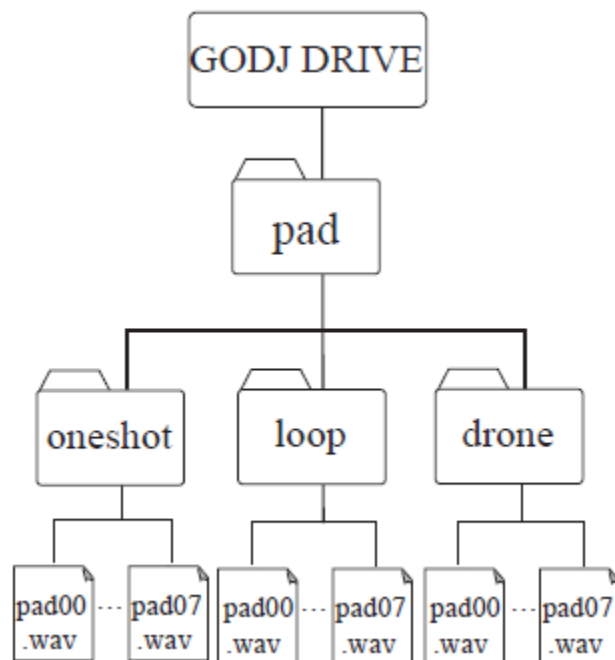 GODJ DRIVE
pad
oneshot
loop
drone
pad00
.wav
...
pad07
.wav
pad00
.wav
...
pad07
.wav
pad00
.wav
...
pad07
.wav